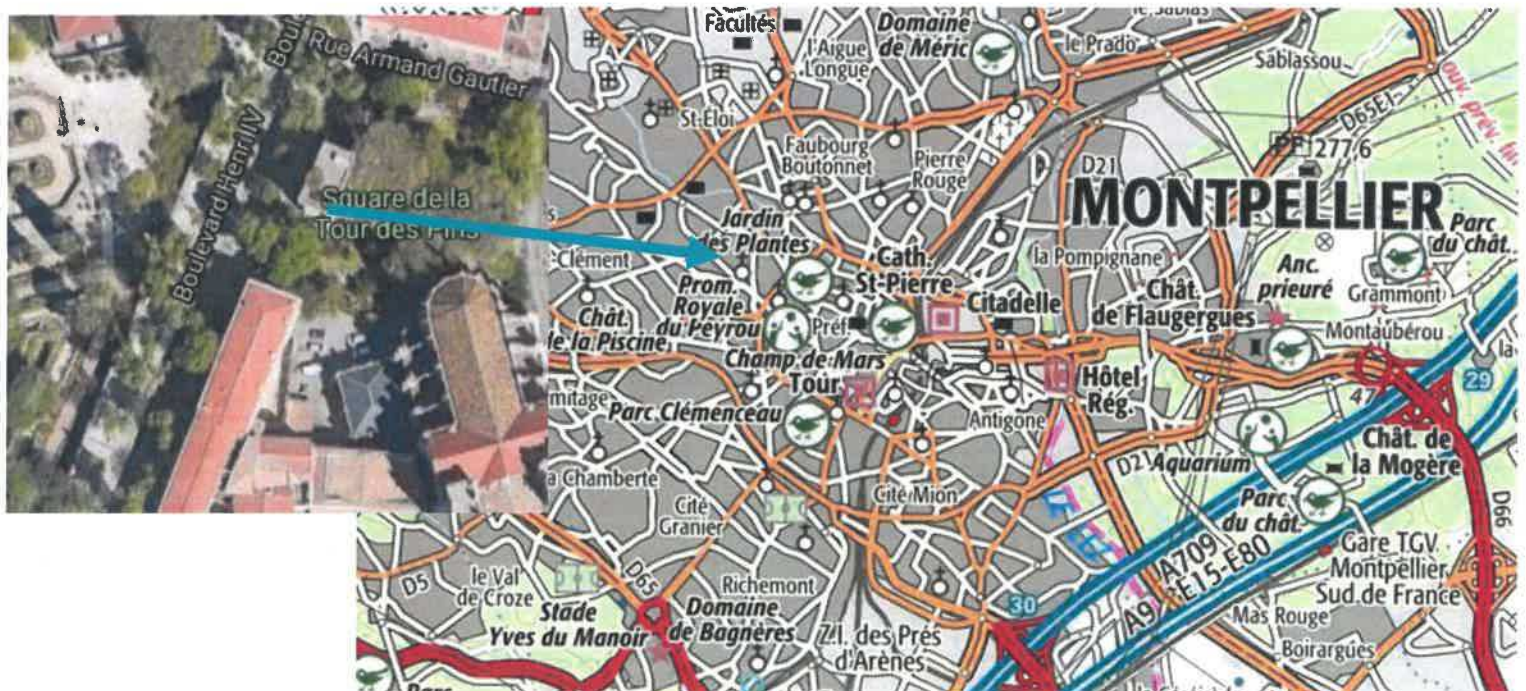 Boul
Rue Armand Gautier
Boulevard Henri IV
Square de la
Tour des Pins
Facultés
l'Aigue
Longue
Domaine
de Méric
le Prado
Sablassou
D65E1
ouv. prév.
St-Eloi
Faubourg
Boutonnet
Pierre
Rouge
D21
277,6
MONTPELLIER
Jardin
des Plantes
Clément
Cath.
St-Pierre
la Pompignane
Anc.
prieuré
Parc
du chât.
Grammont
Prom.
Royale
du Peyrou
Préf
Citadelle
Chât.
de Flaugergues
Montaubérou
Chât.
de la Piscine
Champ de Mars
Tour
Hôtel
Rég.
29
47
mitage
Parc Clémenceau
Antigone
Chât. de
la Mogère
a Chamberte
D21
Aquarium
Cité
Granier
Cité Mion
Parc
du chât.
D66
D5
le Val
de Croze
D65
Richemont
A709
A9
E15-E80
Gare TGV
Montpellier
Sud de France
Stade
Yves du Manoir
Domaine
de Bagnères
Z.I. des Prés
d'Arènes
30
Mas Rouge
Boirargues
Parc